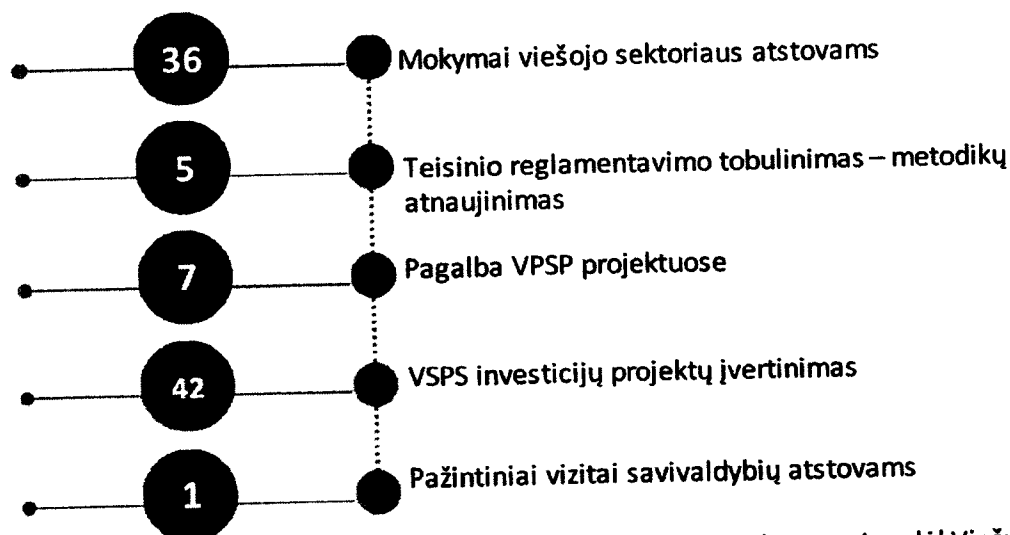 36 Mokymai viešojo sektoriaus atstovams
5 Teisinio reglamentavimo tobulinimas – metodikų
atnaujinimas
7 Pagalba VPSP projektuose
42 VSPS investicijų projektų įvertinimas
1 Pažintiniai vizitai savivaldybių atstovams